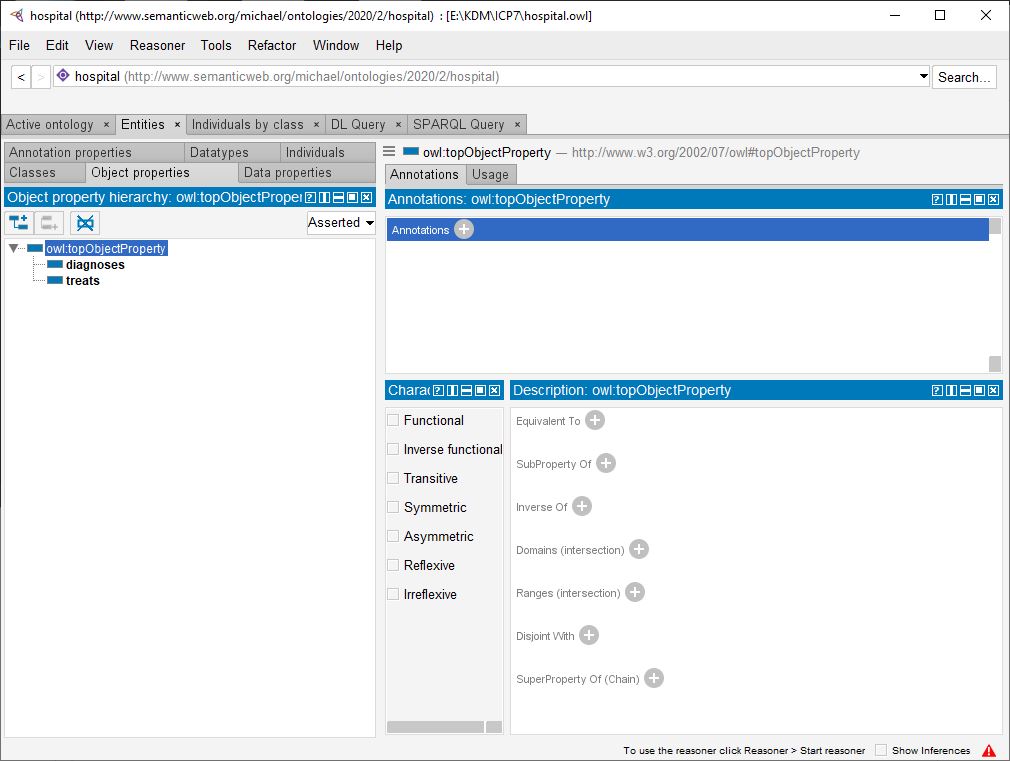 hospital (http://www.semanticweb.org/michael/ontologies/2020/2/hospital) : [E:\KDM\ICP7\hospital.owl]
File Edit View Reasoner Tools Refactor Window Help
< > hospital (http://www.semanticweb.org/michael/ontologies/2020/2/hospital) Search...
Active ontology × Entities × Individuals by class × DL Query × SPARQL Query ×
Annotation properties Datatypes Individuals
Classes Object properties Data properties
Object property hierarchy: owl:topObjectProper
Asserted
owl:topObjectProperty
diagnoses
treats
owl:topObjectProperty — http://www.w3.org/2002/07/owl#topObjectProperty
Annotations Usage
Annotations: owl:topObjectProperty
Annotations
Charac
Functional
Inverse functional
Transitive
Symmetric
Asymmetric
Reflexive
Irreflexive
Description: owl:topObjectProperty
Equivalent To
SubProperty Of
Inverse Of
Domains (intersection)
Ranges (intersection)
Disjoint With
SuperProperty Of (Chain)
To use the reasoner click Reasoner > Start reasoner Show Inferences